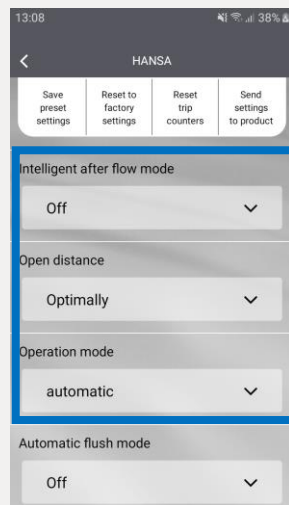 13:08 38%
HANSA
Save preset settings
Reset to factory settings
Reset trip counters
Send settings to product
Intelligent after flow mode
Off
Open distance
Optimally
Operation mode
automatic
Automatic flush mode
Off